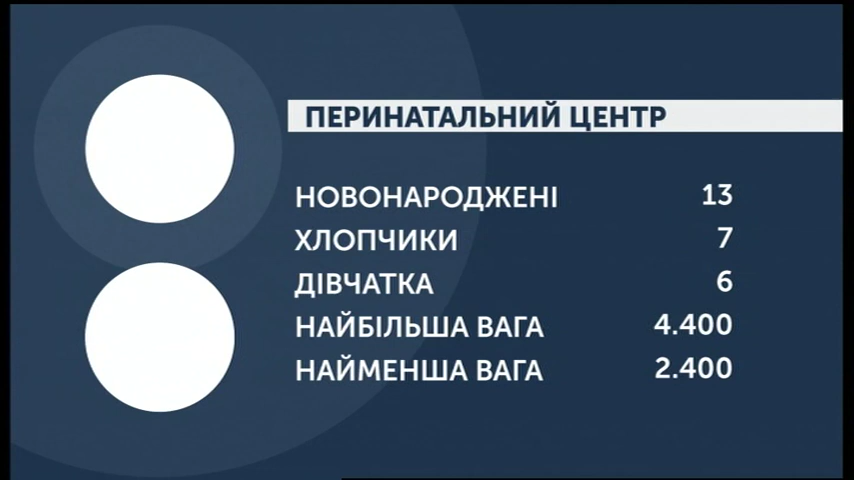 ПЕРИНАТАЛЬНИЙ ЦЕНТР
НОВОНАРОДЖЕНІ 13
ХЛОПЧИКИ 7
ДІВЧАТКА 6
НАЙБІЛЬША ВАГА 4.400
НАЙМЕНША ВАГА 2.400